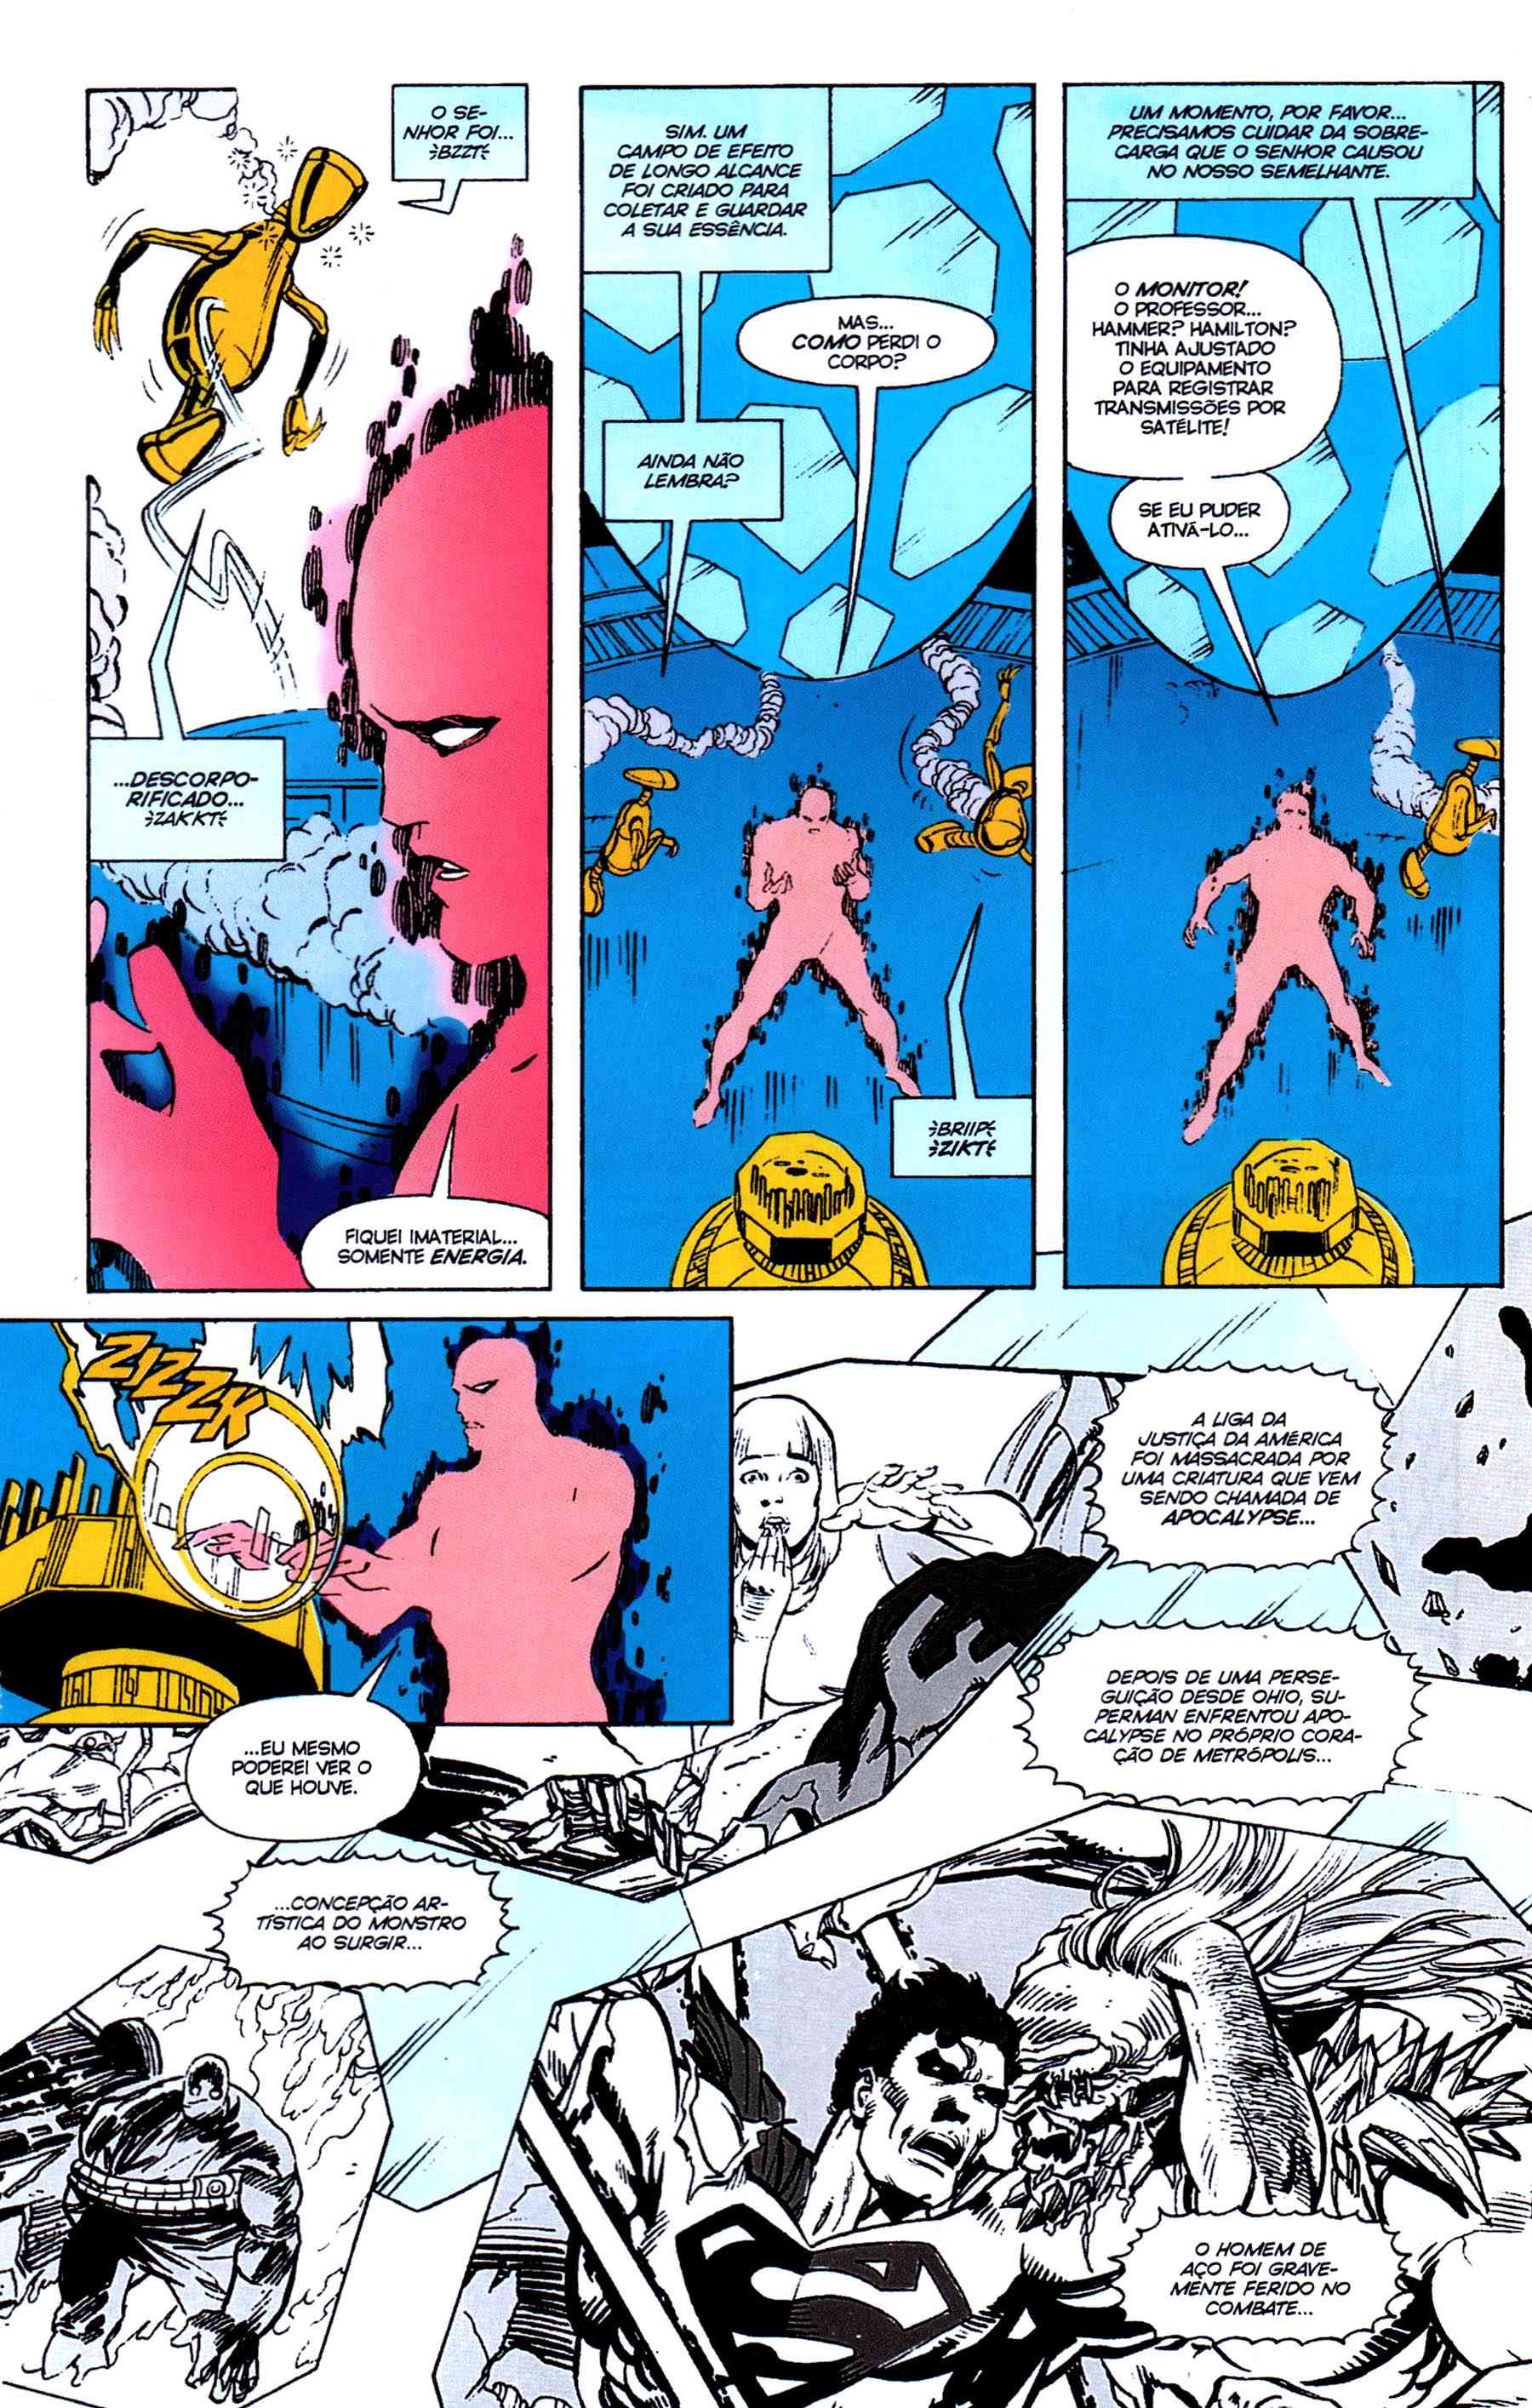 O SE-
NHOR FOI...
BZZT
...DESCORPO-
RIFICADO...
ZAKKT
FIQUEI IMATERIAL...
SOMENTE ENERGIA.
SIM. UM
CAMPO DE EFEITO
DE LONGO ALCANCE
FOI CRIADO PARA
COLETAR E GUARDAR
A SUA ESSÊNCIA.
MAS...
COMO PERDI O
CORPO?
AINDA NÃO
LEMBRA?
BRIIP
ZIKT
UM MOMENTO, POR FAVOR...
PRECISAMOS CUIDAR DA SOBRE-
CARGA QUE O SENHOR CAUSOU
NO NOSSO SEMELHANTE.
O MONITOR!
O PROFESSOR...
HAMMER? HAMILTON?
TINHA AJUSTADO
O EQUIPAMENTO
PARA REGISTRAR
TRANSMISSÕES POR
SATÉLITE!
SE EU PUDER
ATIVÁ-LO...
ZIZZK
...EU MESMO
PODEREI VER O
QUE HOUVE.
A LIGA DA
JUSTIÇA DA AMÉRICA
FOI MASSACRADA POR
UMA CRIATURA QUE VEM
SENDO CHAMADA DE
APOCALYPSE...
DEPOIS DE UMA PERSE-
GUIÇÃO DESDE OHIO, SU-
PERMAN ENFRENTOU APO-
CALYPSE NO PRÓPRIO CORA-
ÇÃO DE METRÓPOLIS...
...CONCEPÇÃO AR-
TÍSTICA DO MONSTRO
AO SURGIR...
O HOMEM DE
AÇO FOI GRAVE-
MENTE FERIDO NO
COMBATE...